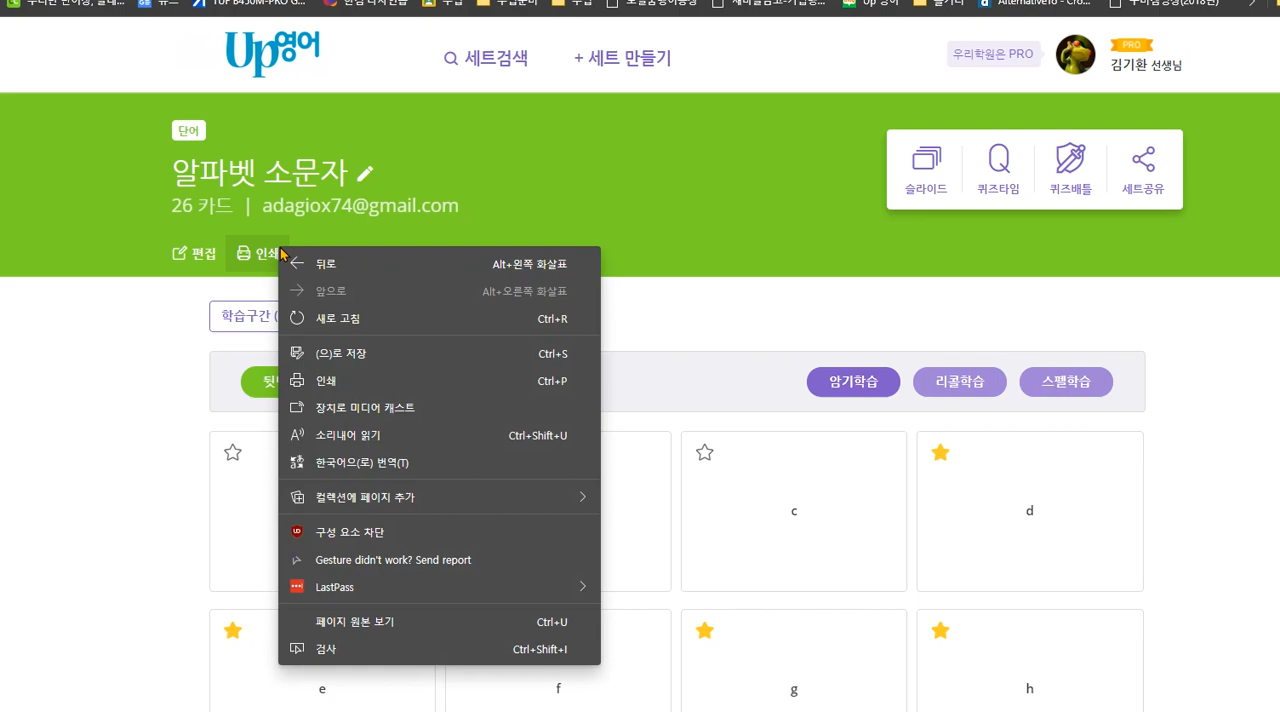 Up영어
세트검색
+ 세트 만들기
우리학원은 PRO
PRO
김기환 선생님
단어
알파벳 소문자
26 카드 | adagiox74@gmail.com
슬라이드
퀴즈타임
퀴즈배틀
세트공유
편집
인쇄
뒤로 Alt+왼쪽 화살표
앞으로 Alt+오른쪽 화살표
새로 고침 Ctrl+R
(으)로 저장 Ctrl+S
인쇄 Ctrl+P
장치로 미디어 캐스트
소리내어 읽기 Ctrl+Shift+U
한국어으(로) 번역(T)
컬렉션에 페이지 추가
구성 요소 차단
Gesture didn't work? Send report
LastPass
페이지 원본 보기 Ctrl+U
검사 Ctrl+Shift+I
학습구간 (
암기학습
리콜학습
스펠학습
c
d
e
f
g
h